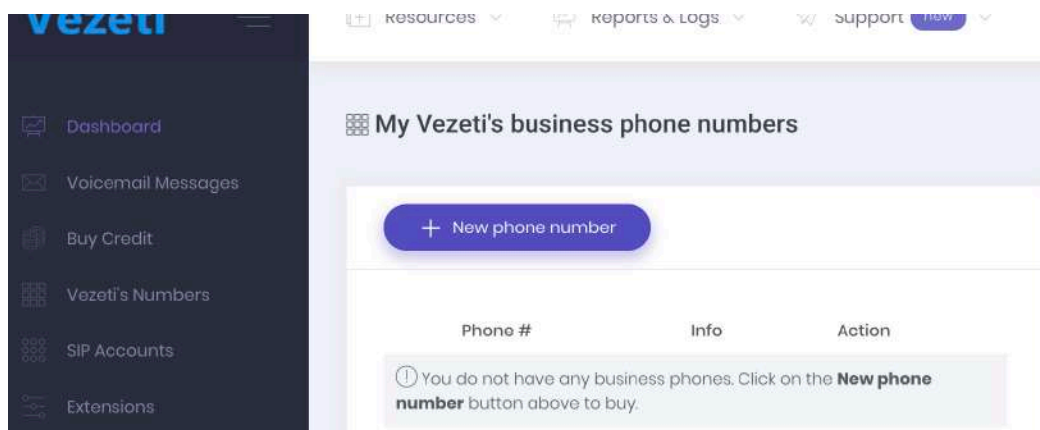 Vezeti
Resources
Reports & Logs
Support new
Dashboard
Voicemail Messages
Buy Credit
Vezeti's Numbers
SIP Accounts
Extensions
My Vezeti's business phone numbers
+ New phone number
Phone # Info Action
You do not have any business phones. Click on the New phone
number button above to buy.